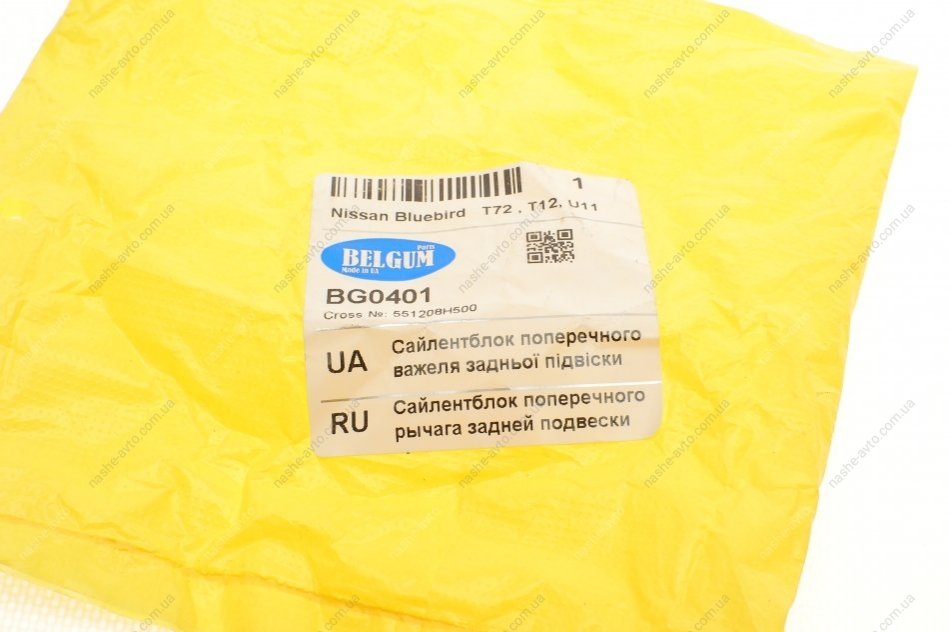 1
Nissan Bluebird T72 , T12, U11
Parts
BELGUM
Made in UA
BG0401
Cross №: 551208H500
UA
Сайлентблок поперечного
важеля задньої підвіски
RU
Сайлентблок поперечного
рычага задней подвески
nashe-avto.com.ua